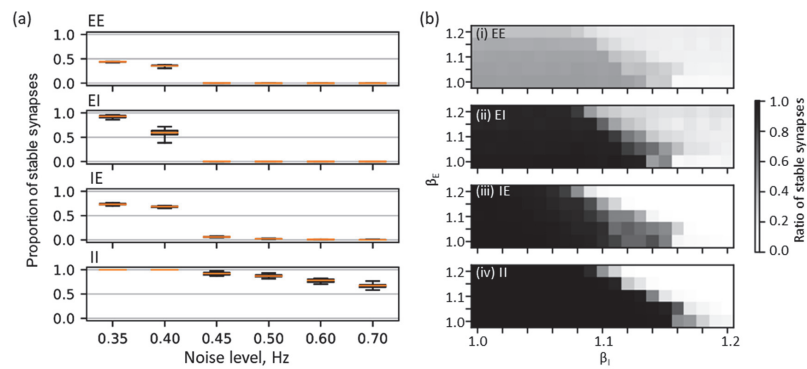 (a)
EE
1.0
0.5
0.0
EI
1.0
0.5
0.0
IE
1.0
0.5
0.0
II
1.0
0.5
0.0
0.35 0.40 0.45 0.50 0.60 0.70
Noise level, Hz
Proportion of stable synapses
(b)
(i) EE
1.2
1.1
1.0
(ii) EI
1.2
1.1
1.0
(iii) IE
1.2
1.1
1.0
(iv) II
1.2
1.1
1.0
1.0 1.1 1.2
βI
βE
1.0
0.8
0.6
0.4
0.2
0.0
Ratio of stable synapses